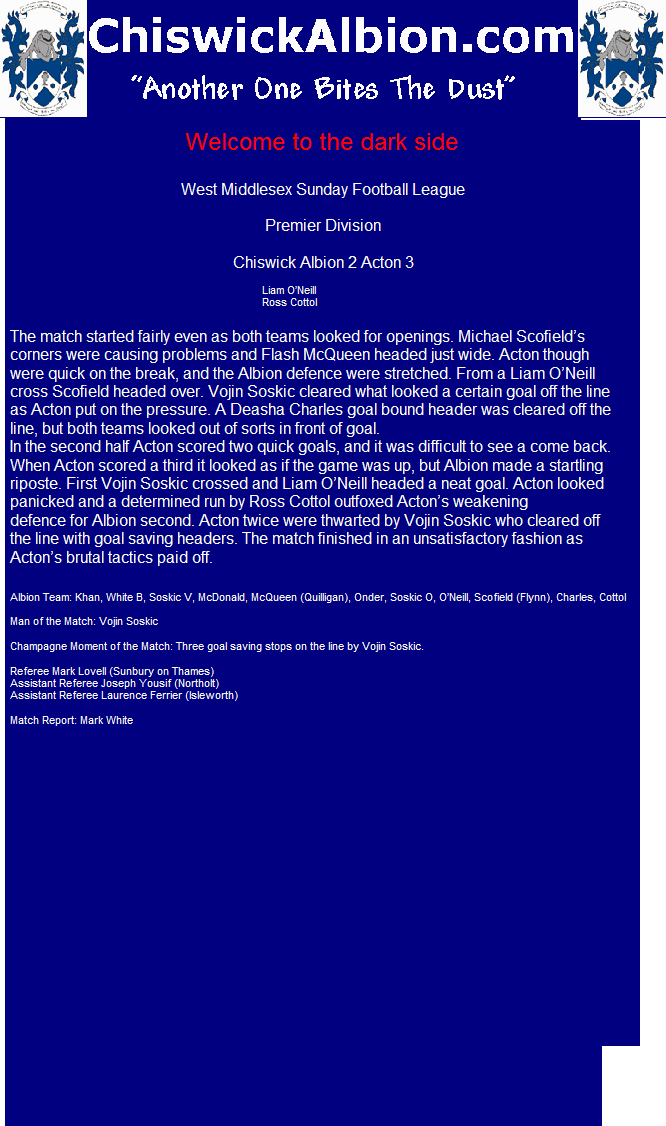 ChiswickAlbion.com
"Another One Bites The Dust"
Welcome to the dark side
West Middlesex Sunday Football League
Premier Division
Chiswick Albion 2 Acton 3
Liam O'Neill
Ross Cottol
The match started fairly even as both teams looked for openings. Michael Scofield’s
corners were causing problems and Flash McQueen headed just wide. Acton though
were quick on the break, and the Albion defence were stretched. From a Liam O’Neill
cross Scofield headed over. Vojin Soskic cleared what looked a certain goal off the line
as Acton put on the pressure. A Deasha Charles goal bound header was cleared off the
line, but both teams looked out of sorts in front of goal.
In the second half Acton scored two quick goals, and it was difficult to see a come back.
When Acton scored a third it looked as if the game was up, but Albion made a startling
riposte. First Vojin Soskic crossed and Liam O’Neill headed a neat goal. Acton looked
panicked and a determined run by Ross Cottol outfoxed Acton’s weakening
defence for Albion second. Acton twice were thwarted by Vojin Soskic who cleared off
the line with goal saving headers. The match finished in an unsatisfactory fashion as
Acton’s brutal tactics paid off.
Albion Team: Khan, White B, Soskic V, McDonald, McQueen (Quilligan), Onder, Soskic O, O'Neill, Scofield (Flynn), Charles, Cottol
Man of the Match: Vojin Soskic
Champagne Moment of the Match: Three goal saving stops on the line by Vojin Soskic.
Referee Mark Lovell (Sunbury on Thames)
Assistant Referee Joseph Yousif (Northolt)
Assistant Referee Laurence Ferrier (Isleworth)
Match Report: Mark White